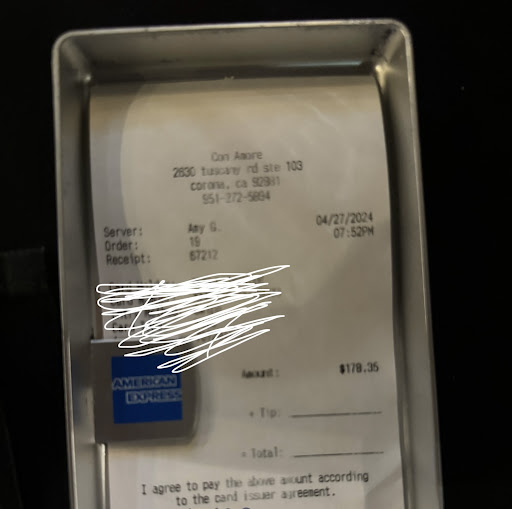 Con Amore
2830 tuscany rd ste 103
corona, ca 92881
951-272-5894
Server: Amy G. 04/27/2024
Order: 19 07:52PM
Receipt: 67212
AMERICAN
EXPRESS
Amount: $178.35
+ Tip:
= Total:
I agree to pay the above amount according
to the card issuer agreement.